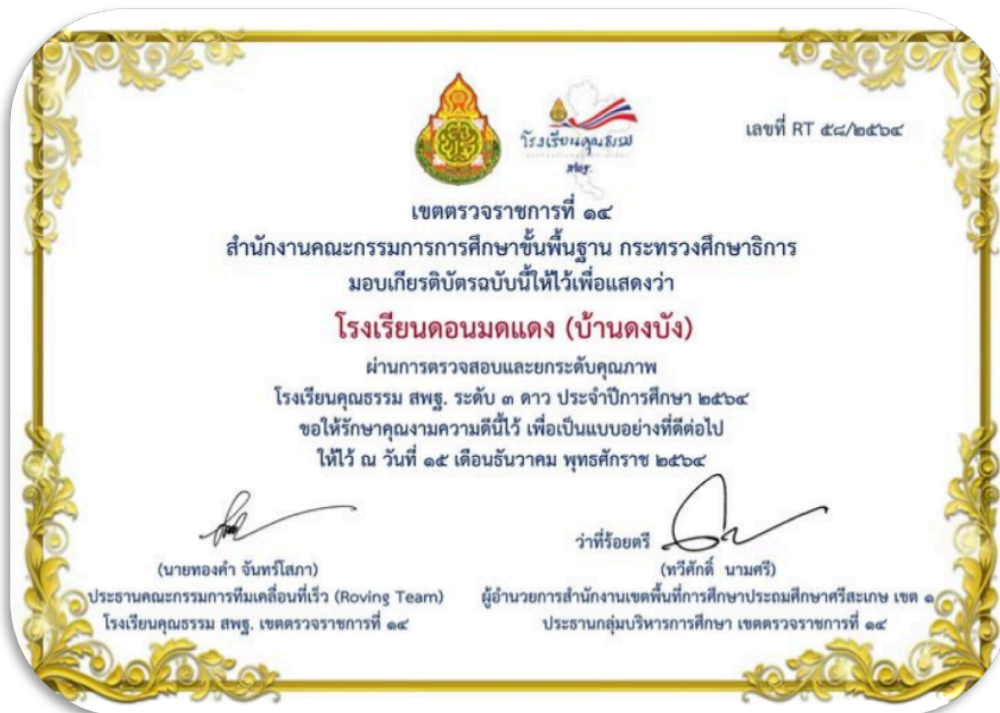 เลขที่ RT ๕๘/๒๕๖๔
โรงเรียนคุณธรรม
สพฐ.
เขตตรวจราชการที่ ๑๔
สำนักงานคณะกรรมการการศึกษาขั้นพื้นฐาน กระทรวงศึกษาธิการ
มอบเกียรติบัตรฉบับนี้ให้ไว้เพื่อแสดงว่า
โรงเรียนดอนมดแดง (บ้านดงบัง)
ผ่านการตรวจสอบและยกระดับคุณภาพ
โรงเรียนคุณธรรม สพฐ. ระดับ ๓ ดาว ประจำปีการศึกษา ๒๕๖๔
ขอให้รักษาคุณงามความดีนี้ไว้ เพื่อเป็นแบบอย่างที่ดีต่อไป
ให้ไว้ ณ วันที่ ๑๕ เดือนธันวาคม พุทธศักราช ๒๕๖๔
ว่าที่ร้อยตรี
(นายทองคำ จันทร์โสภา)
(ทวีศักดิ์ นามศรี)
ประธานคณะกรรมการทีมเคลื่อนที่เร็ว (Roving Team)
ผู้อำนวยการสำนักงานเขตพื้นที่การศึกษาประถมศึกษาศรีสะเกษ เขต ๑
โรงเรียนคุณธรรม สพฐ. เขตตรวจราชการที่ ๑๔
ประธานกลุ่มบริหารการศึกษา เขตตรวจราชการที่ ๑๔